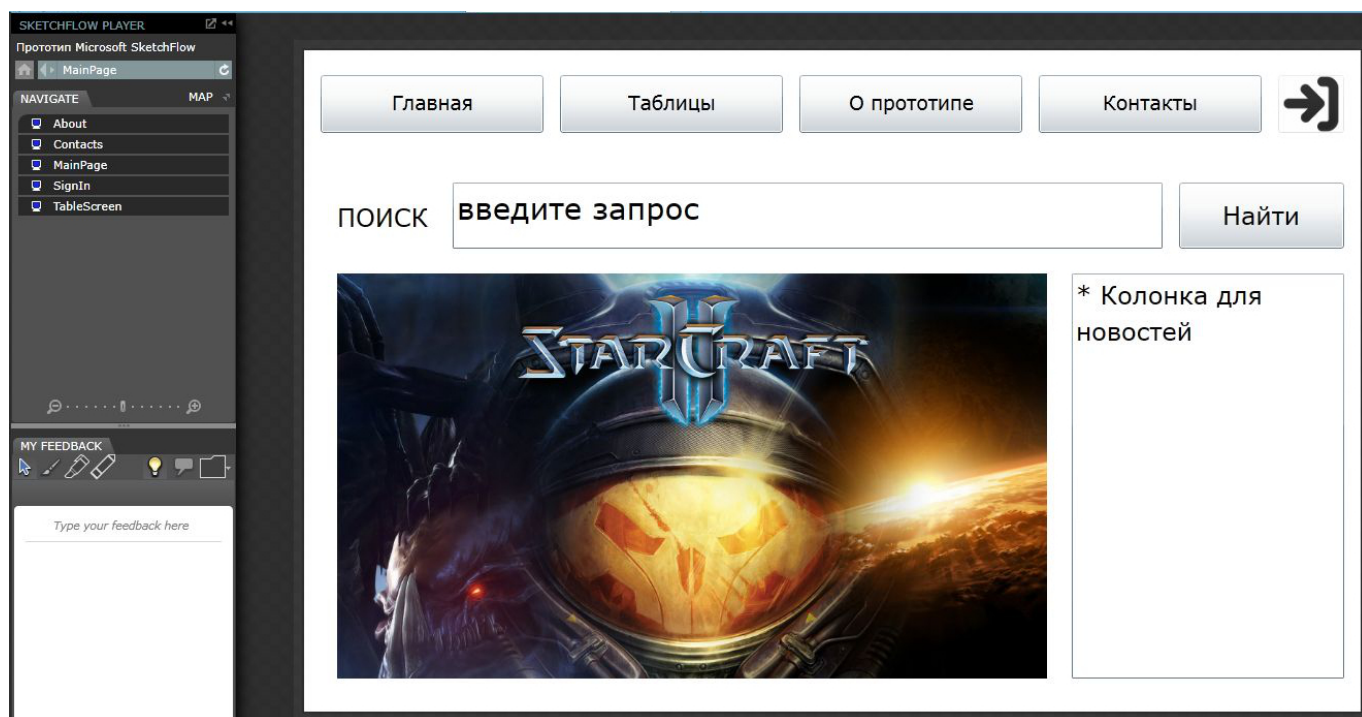 SKETCHFLOW PLAYER
Прототип Microsoft SketchFlow
MainPage
NAVIGATE MAP
About
Contacts
MainPage
SignIn
TableScreen
MY FEEDBACK
Type your feedback here
Главная Таблицы О прототипе Контакты
ПОИСК введите запрос Найти
STARCRAFT
II
* Колонка для
новостей